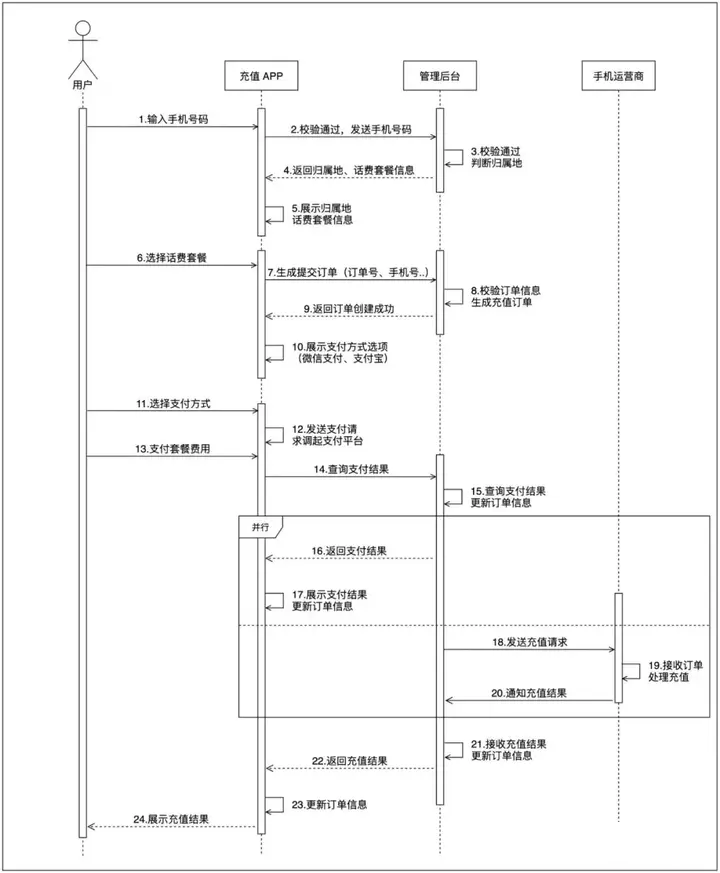 用户
充值 APP
管理后台
手机运营商
1.输入手机号码
2.校验通过，发送手机号码
3.校验通过
判断归属地
4.返回归属地、话费套餐信息
5.展示归属地
话费套餐信息
6.选择话费套餐
7.生成提交订单（订单号、手机号..）
8.校验订单信息
生成充值订单
9.返回订单创建成功
10.展示支付方式选项
（微信支付、支付宝）
11.选择支付方式
12.发送支付请
求调起支付平台
13.支付套餐费用
14.查询支付结果
15.查询支付结果
更新订单信息
并行
16.返回支付结果
17.展示支付结果
更新订单信息
18.发送充值请求
19.接收订单
处理充值
20.通知充值结果
21.接收充值结果
更新订单信息
22.返回充值结果
23.更新订单信息
24.展示充值结果